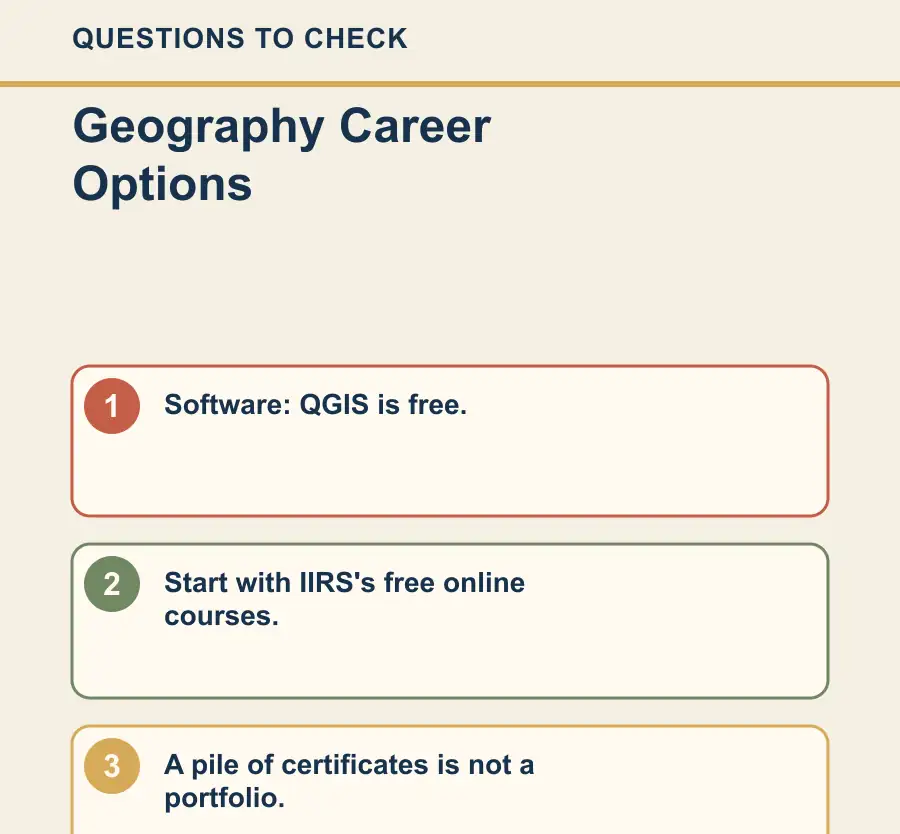 QUESTIONS TO CHECK
Geography Career
Options
1
Software: QGIS is free.
2
Start with IIRS's free online
courses.
3
A pile of certificates is not a
portfolio.